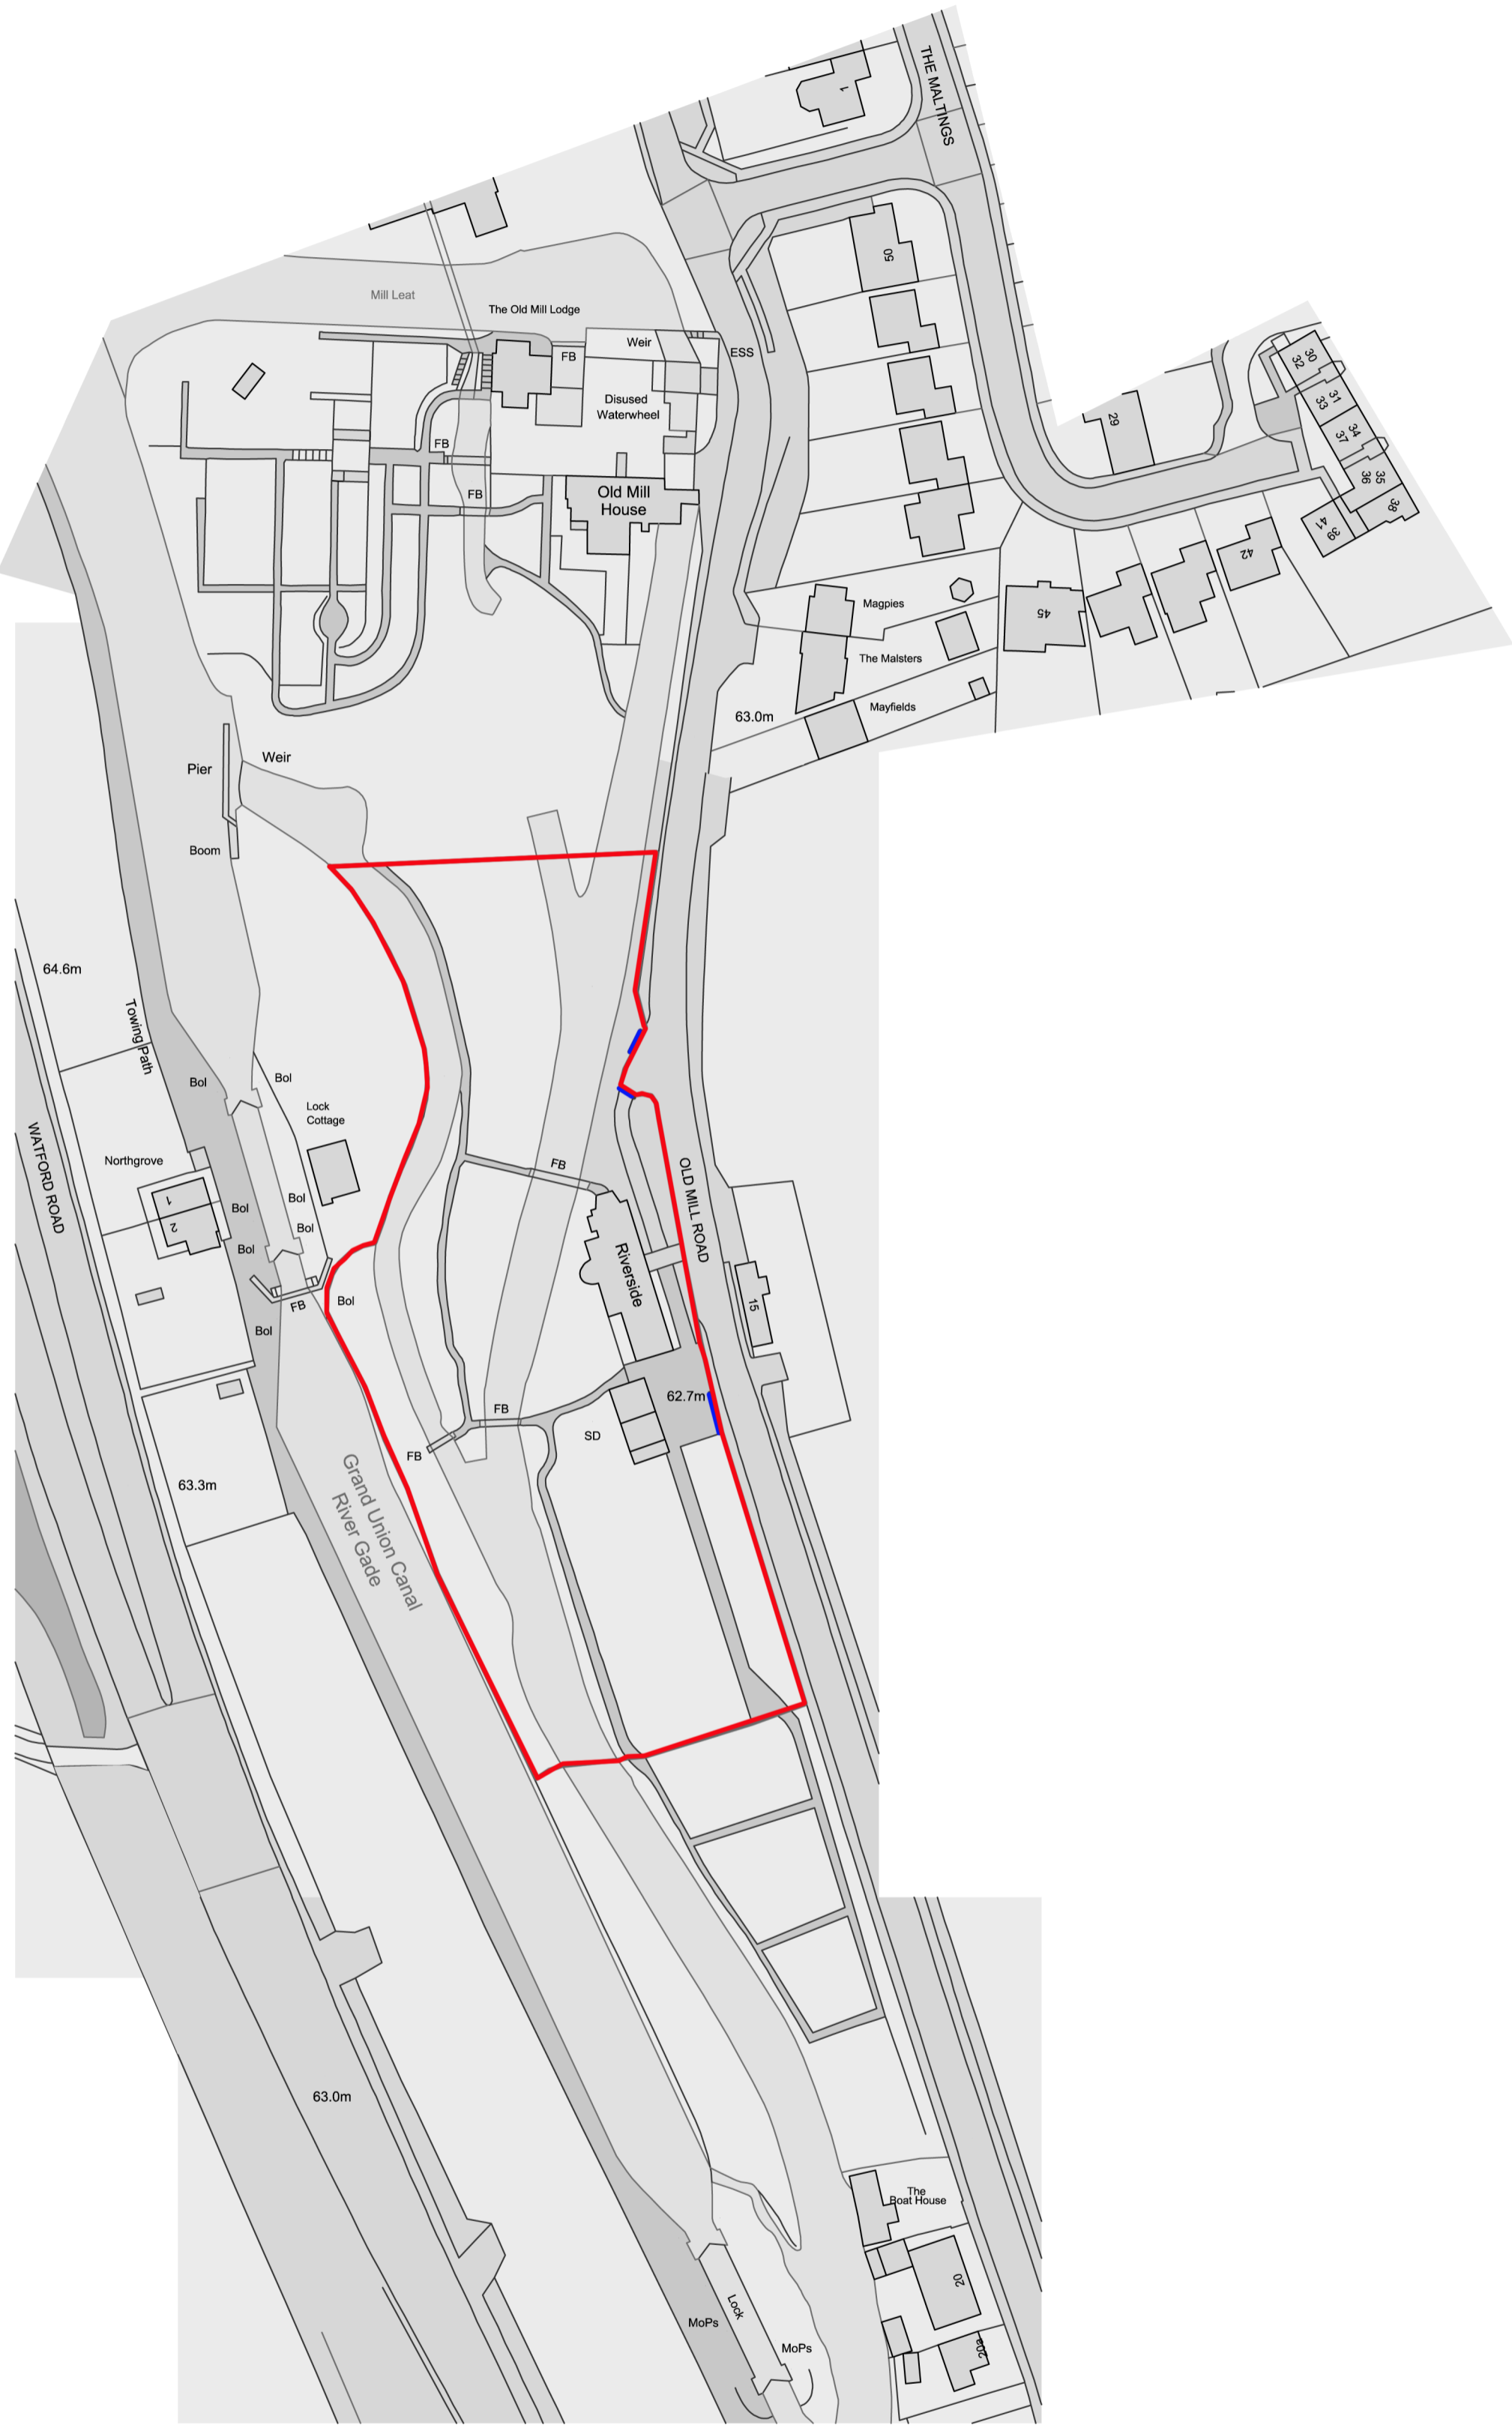 THE MALTINGS
1
50
Mill Leat
The Old Mill Lodge
Weir
FB
ESS
Disused
Waterwheel
30
32
31
33
34
37
35
36
38
39
41
29
42
45
FB
FB
Old Mill
House
Magpies
The Malsters
Mayfields
63.0m
Weir
Pier
Boom
64.6m
Towing Path
Bol
Bol
Lock
Cottage
WATFORD ROAD
Northgrove
1
2
Bol
Bol
Bol
Bol
FB
Bol
Bol
FB
OLD MILL ROAD
Riverside
15
62.7m
FB
SD
FB
63.3m
Grand Union Canal
River Gade
63.0m
The
Boat House
20
20a
Lock
MoPs
MoPs